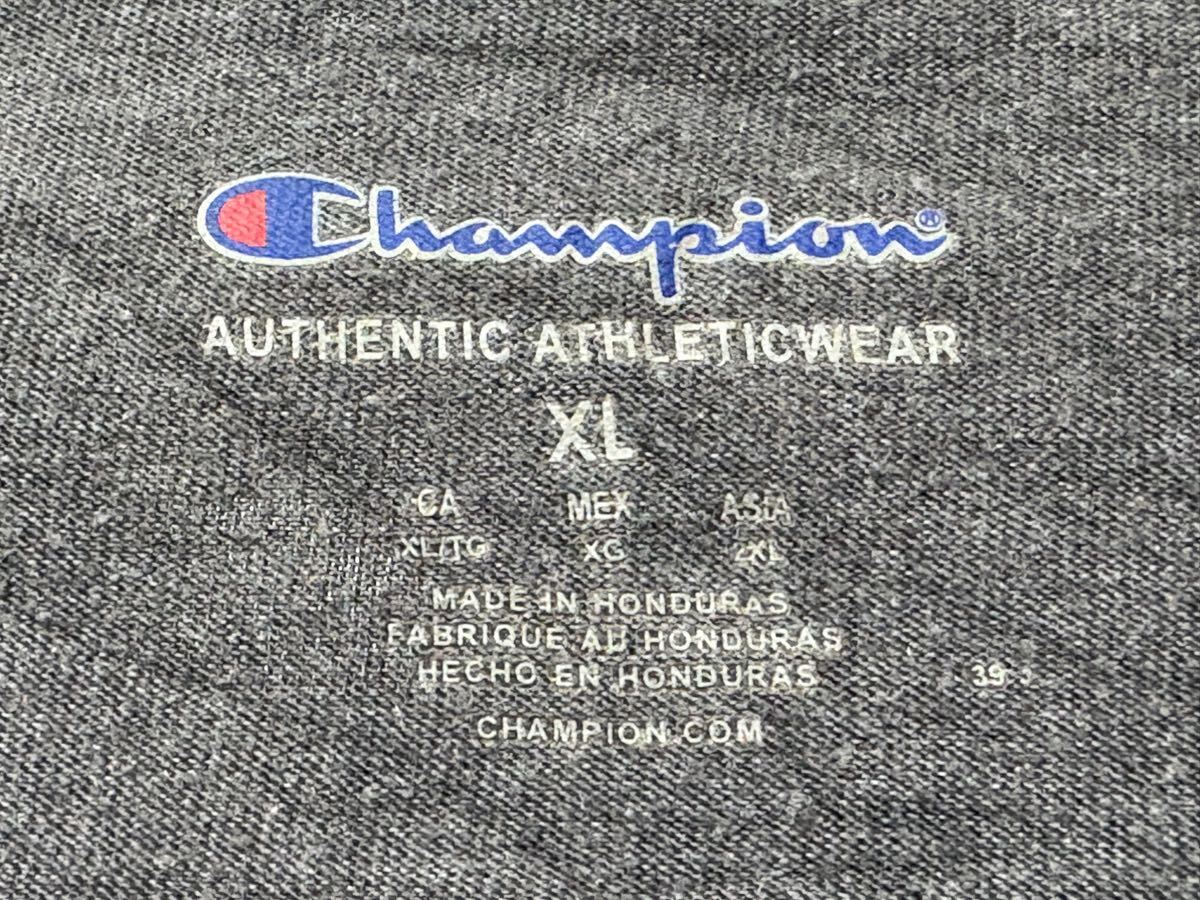 Champion®
AUTHENTIC ATHLETICWEAR
XL
CA MEX ASIA
XL/TG XG 2XL
MADE IN HONDURAS
FABRIQUE AU HONDURAS
HECHO EN HONDURAS
39
CHAMPION.COM